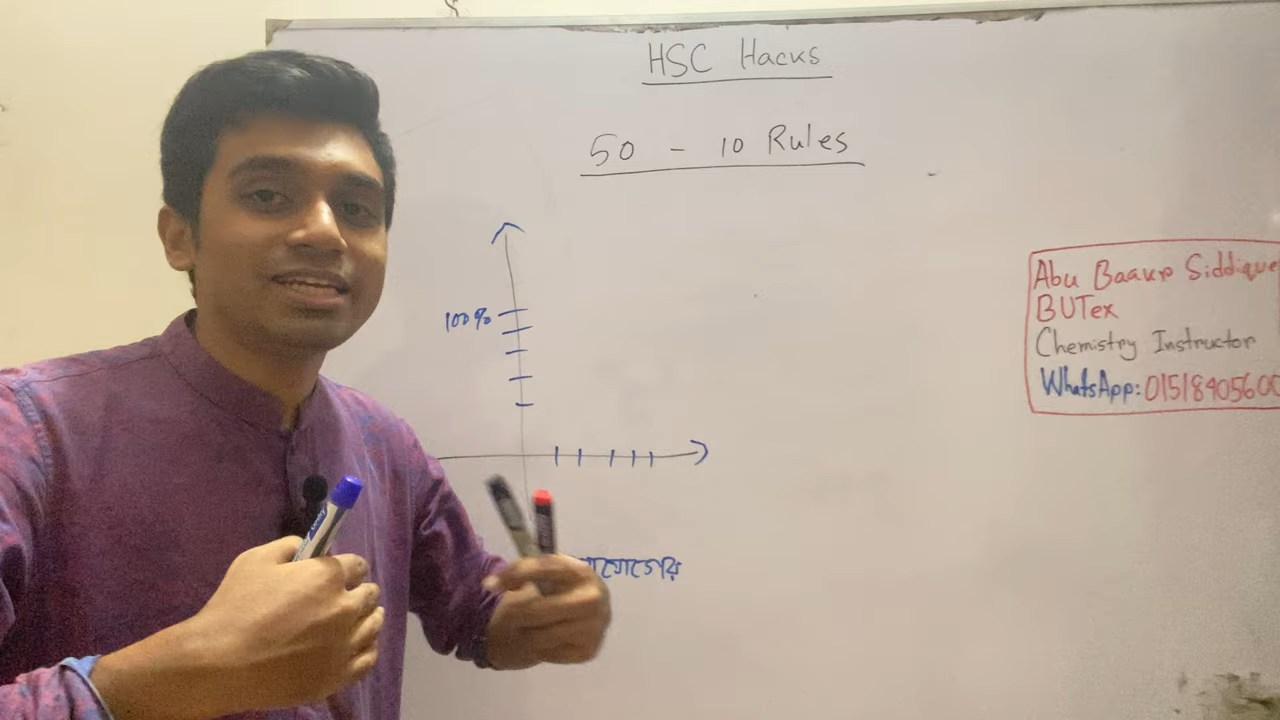 HSC Hacks
50 - 10 Rules
100%
Abu Baakr Siddique
BUTex
Chemistry Instructor
WhatsApp: 0151840560